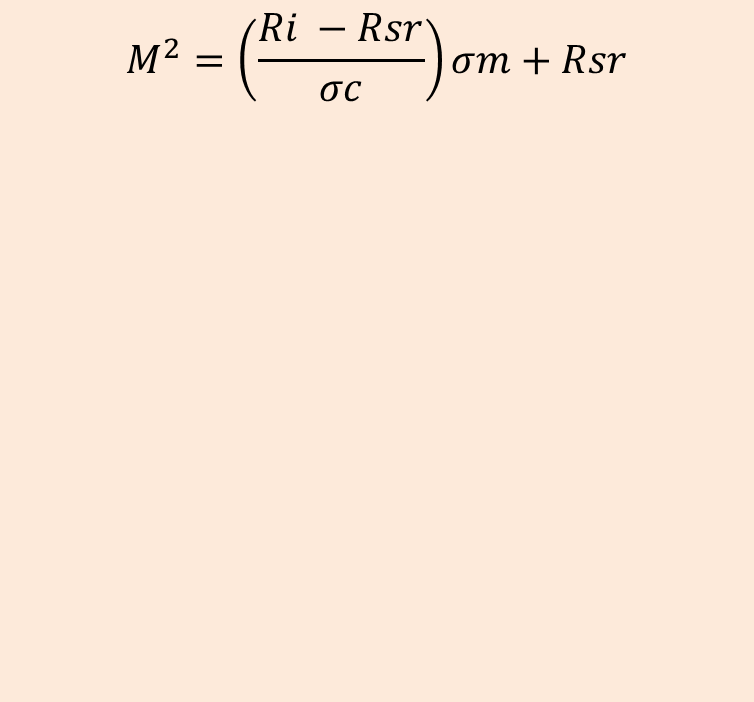 M² = ((Ri − Rsr)/σc) σm + Rsr